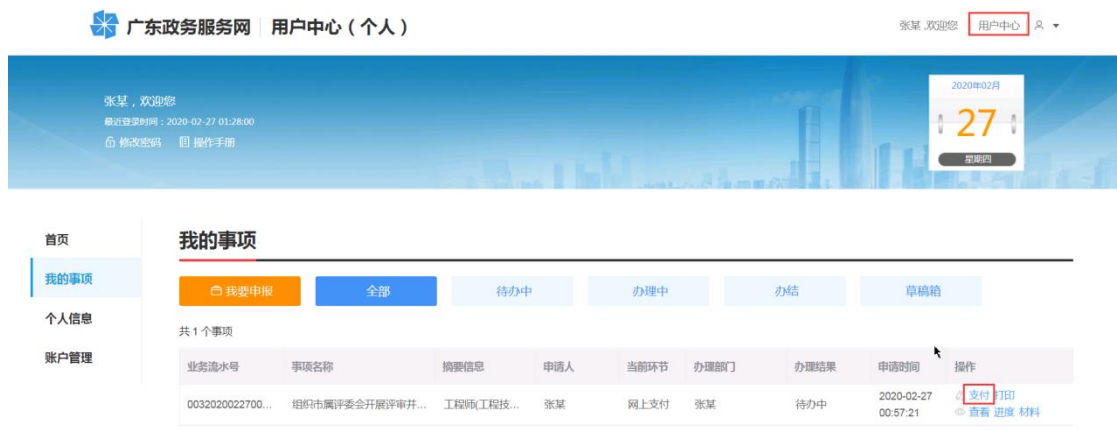 广东政务服务网 用户中心（个人）
张某,欢迎您 用户中心
张某，欢迎您
最近登录时间：2020-02-27 01:28:00
修改密码 操作手册
2020年02月
27
星期四
首页
我的事项
个人信息
账户管理
我的事项
我要申报 全部 待办中 办理中 办结 草稿箱
共 1 个事项
业务流水号 事项名称 摘要信息 申请人 当前环节 办理部门 办理结果 申请时间 操作
0032020022700... 组织市属评委会开展评审并... 工程师(工程技... 张某 网上支付 张某 待办中 2020-02-27 支付 打印
00:57:21 查看 进度 材料